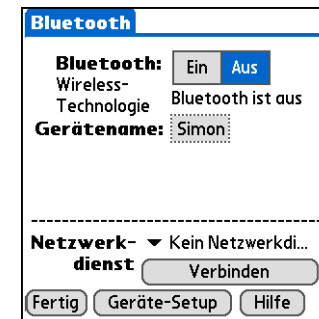 Bluetooth
Bluetooth: Ein Aus
Wireless-
Technologie Bluetooth ist aus
Gerätename: Simon
Netzwerk- Kein Netzwerkdi...
dienst Verbinden
Fertig Geräte-Setup Hilfe